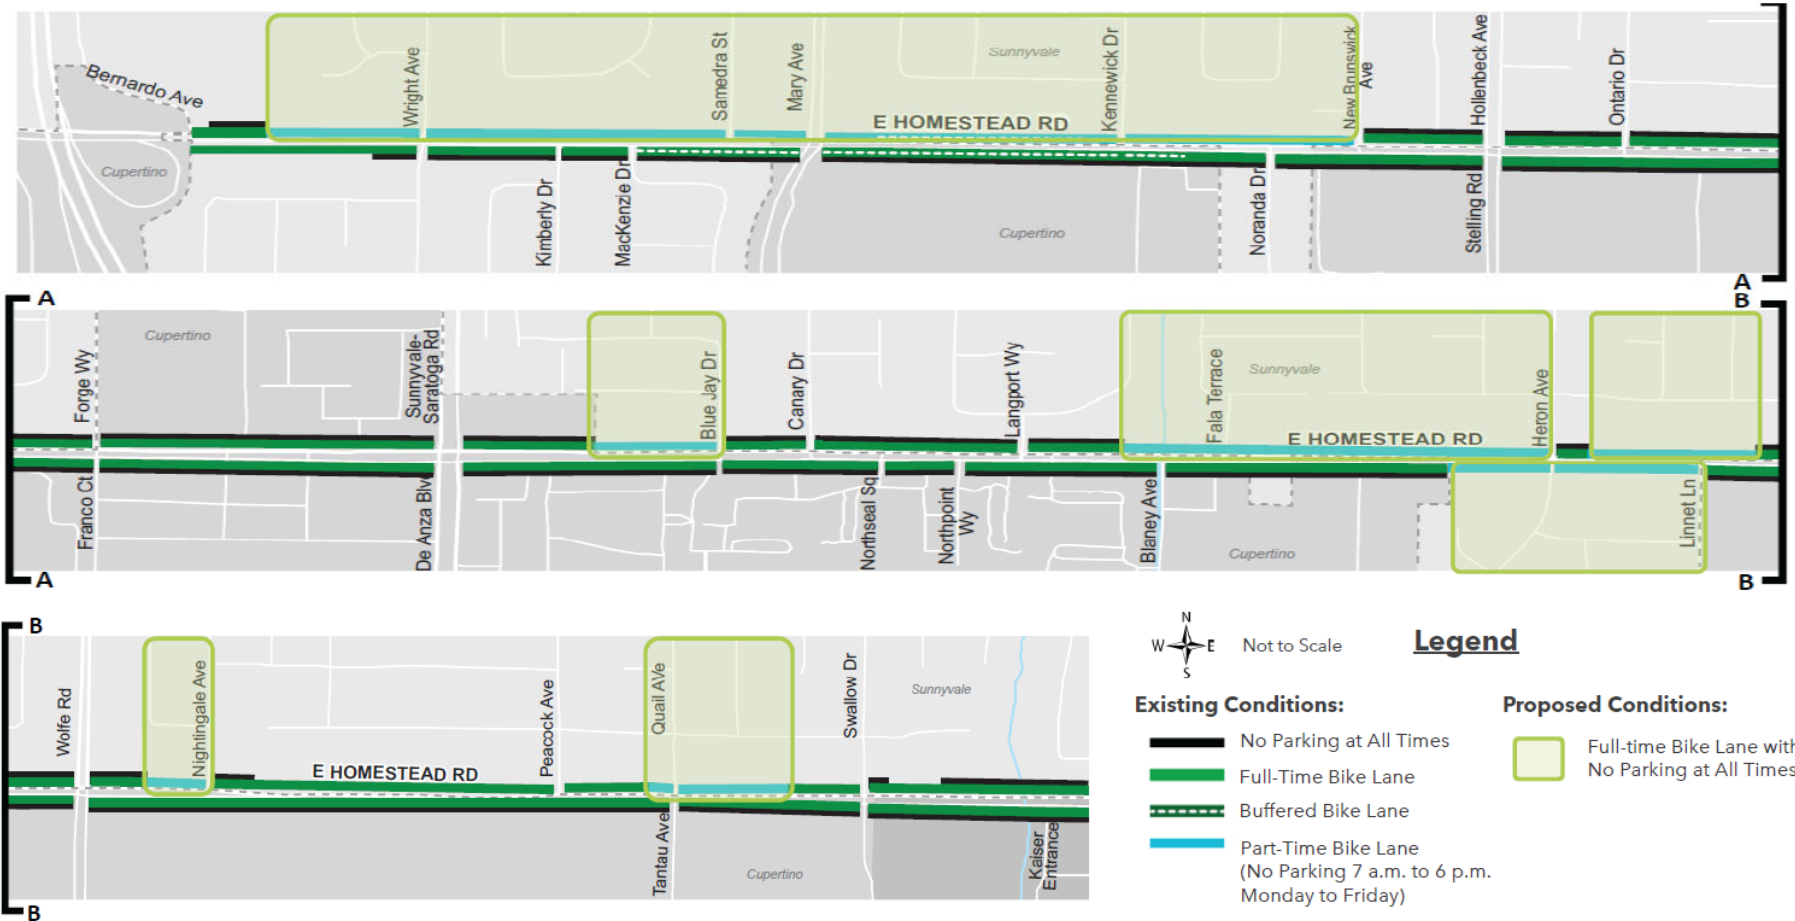 Bernardo Ave
Wright Ave
Samedra St
Mary Ave
Sunnyvale
Kennewick Dr
New Brunswick
Ave
Hollenbeck Ave
Ontario Dr
E HOMESTEAD RD
Cupertino
Kimberly Dr
MacKenzie Dr
Cupertino
Noranda Dr
Stelling Rd
A
B
A
Cupertino
Forge Wy
Sunnyvale-
Saratoga Rd
Blue Jay Dr
Canary Dr
Langport Wy
Fala Terrace
Sunnyvale
Heron Ave
E HOMESTEAD RD
Franco Ct
De Anza Blv
Northseal Sq
Northpoint
Wy
Blaney Ave
Cupertino
Linnet Ln
A
B
B
Wolfe Rd
Nightingale Ave
E HOMESTEAD RD
Peacock Ave
Quail AVe
Swallow Dr
Sunnyvale
Tantau Ave
Cupertino
Kaiser
Entrance
B
N
W E
S
Not to Scale
Legend
Existing Conditions:
No Parking at All Times
Full-Time Bike Lane
Buffered Bike Lane
Part-Time Bike Lane
(No Parking 7 a.m. to 6 p.m.
Monday to Friday)
Proposed Conditions:
Full-time Bike Lane with
No Parking at All Times